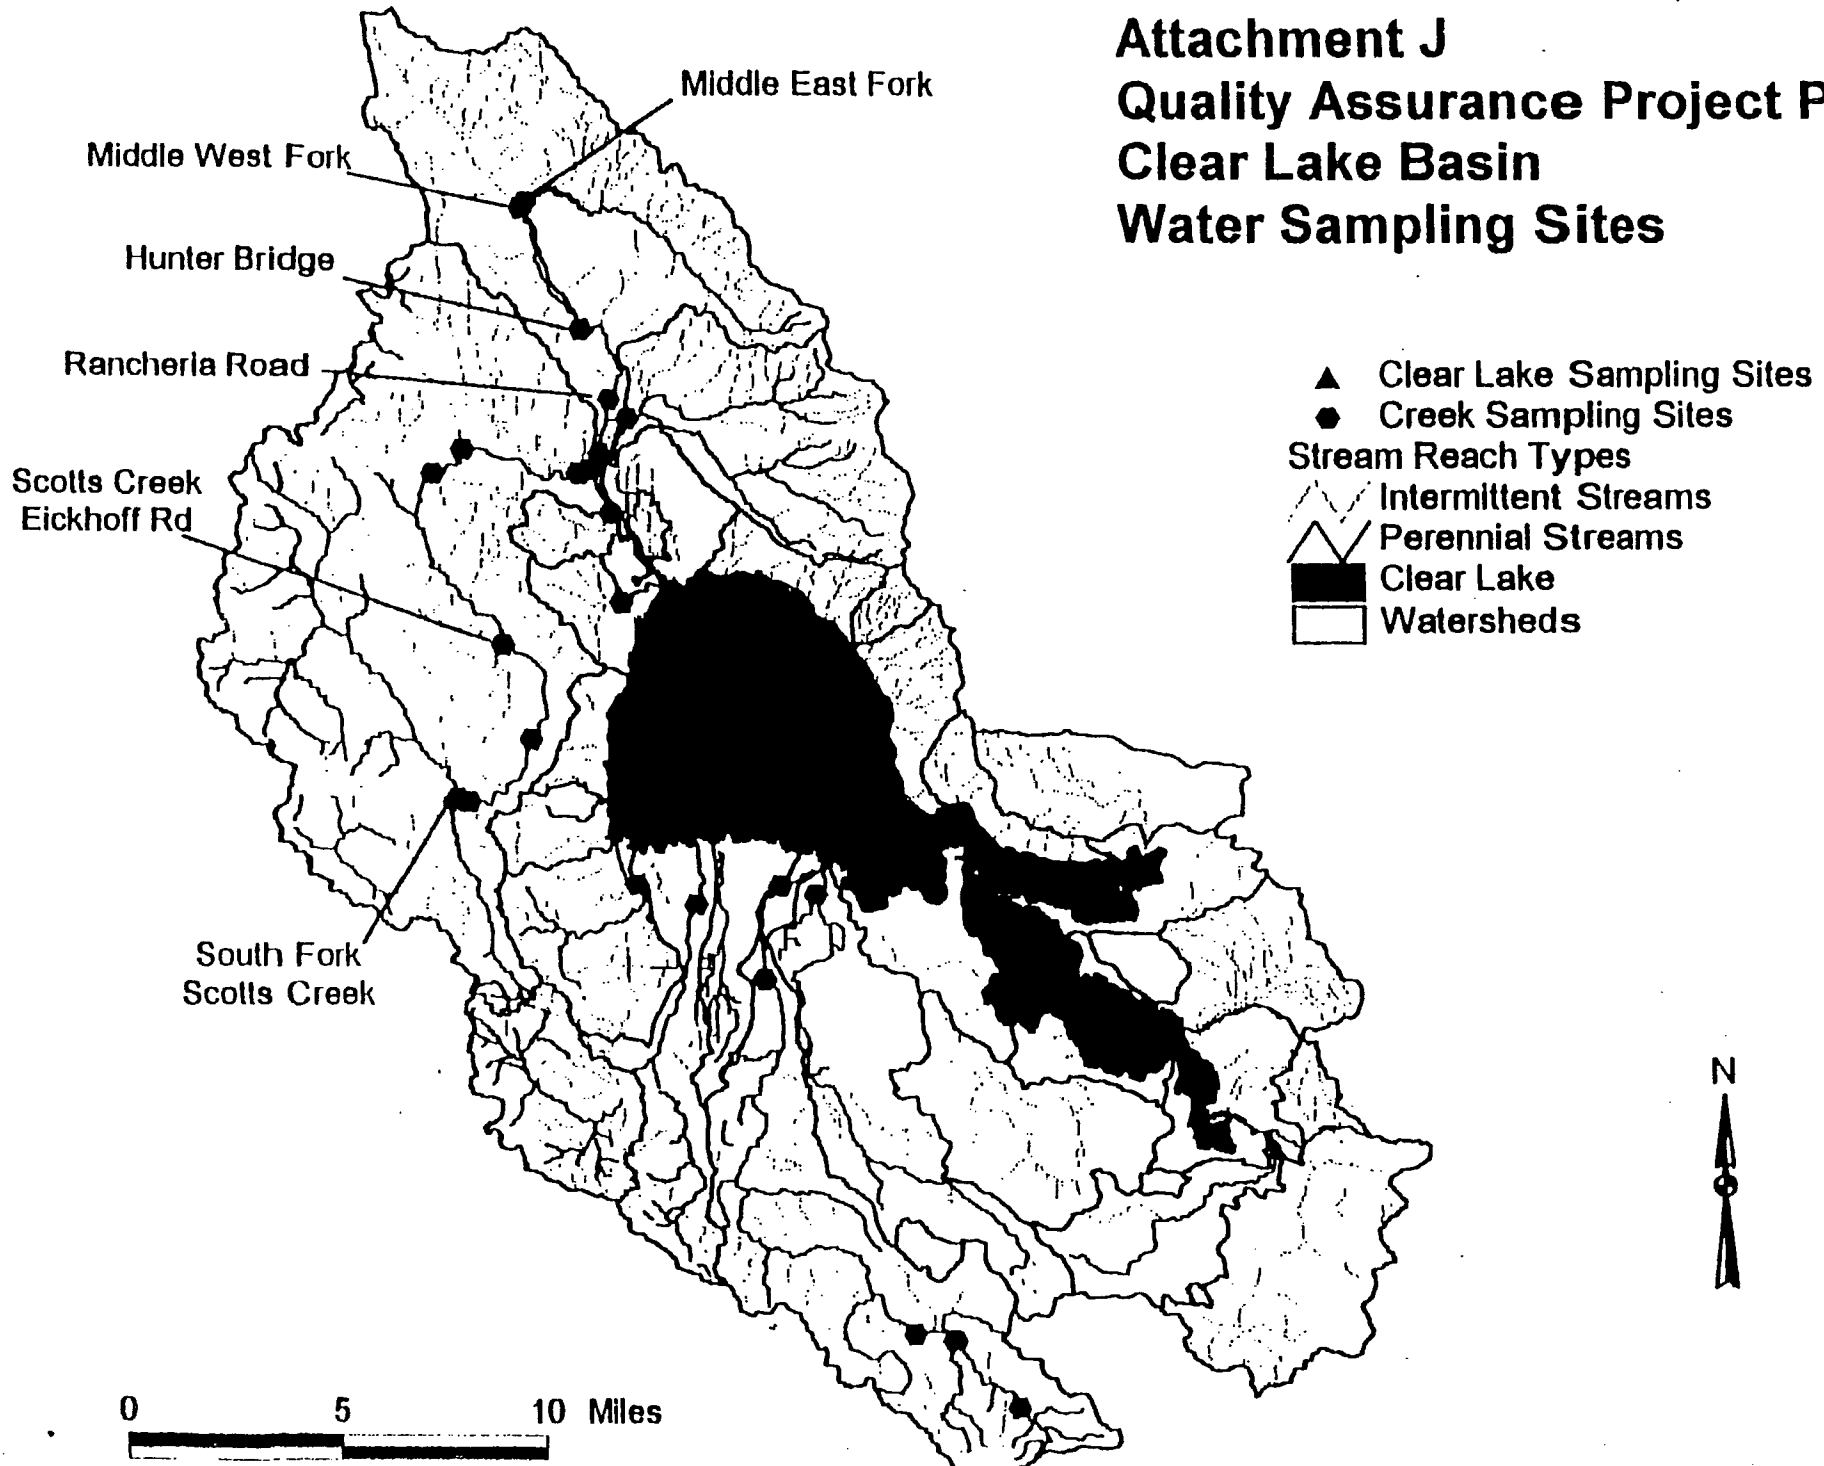 Attachment J
Quality Assurance Project P
Clear Lake Basin
Water Sampling Sites
Middle East Fork
Middle West Fork
Hunter Bridge
Rancheria Road
Scotts Creek
Eickhoff Rd
South Fork
Scotts Creek
Clear Lake Sampling Sites
Creek Sampling Sites
Stream Reach Types
Intermittent Streams
Perennial Streams
Clear Lake
Watersheds
N
0 5 10 Miles